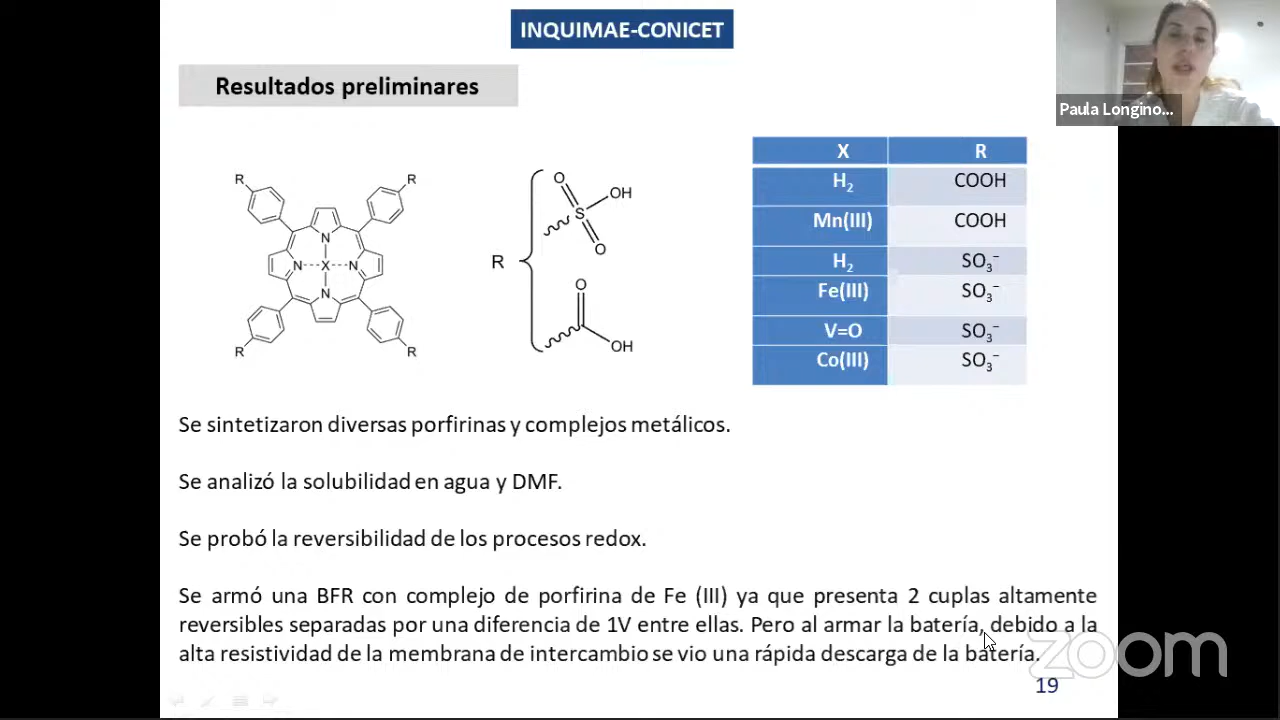 INQUIMAE-CONICET
Resultados preliminares
Paula Longino...
R R
N
N X N
N
R R
R
O
S OH
O
O
OH
X R
H₂ COOH
Mn(III) COOH
H₂ SO₃⁻
Fe(III) SO₃⁻
V=O SO₃⁻
Co(III) SO₃⁻
Se sintetizaron diversas porfirinas y complejos metálicos.
Se analizó la solubilidad en agua y DMF.
Se probó la reversibilidad de los procesos redox.
Se armó una BFR con complejo de porfirina de Fe (III) ya que presenta 2 cuplas altamente
reversibles separadas por una diferencia de 1V entre ellas. Pero al armar la batería, debido a la
alta resistividad de la membrana de intercambio se vio una rápida descarga de la batería.
zoom
19